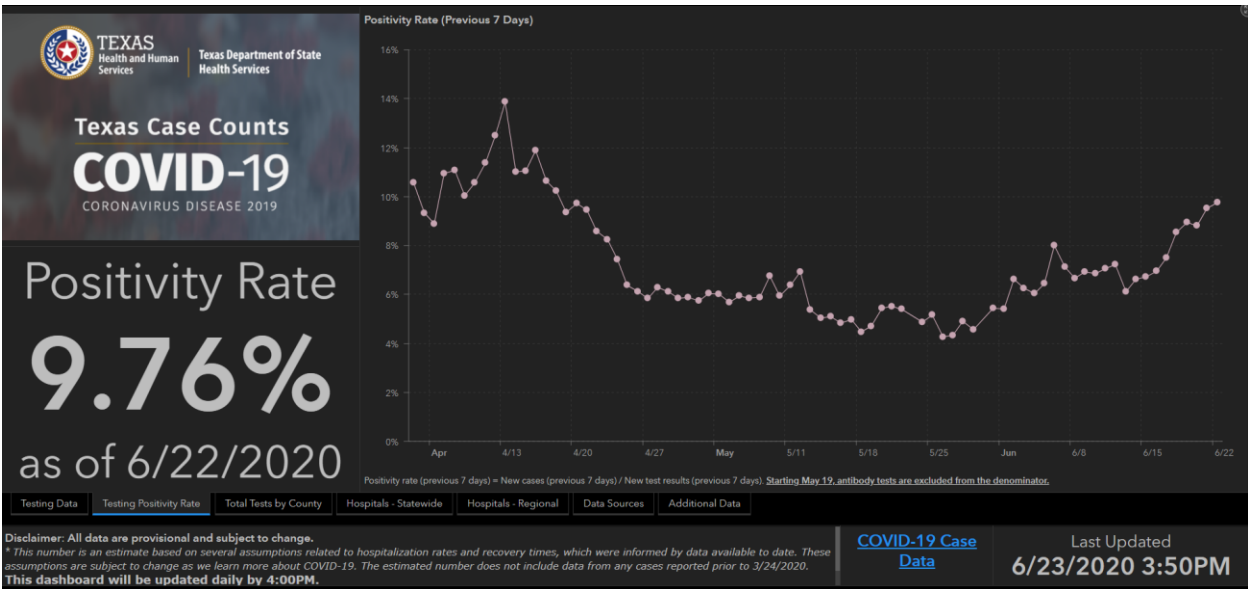 TEXAS
Health and Human
Services
Texas Department of State
Health Services
Texas Case Counts
COVID-19
CORONAVIRUS DISEASE 2019
Positivity Rate
9.76%
as of 6/22/2020
Positivity Rate (Previous 7 Days)
16%
14%
12%
10%
8%
6%
4%
2%
0%
Apr 4/13 4/20 4/27 May 5/11 5/18 5/25 Jun 6/8 6/15 6/22
Positivity rate (previous 7 days) = New cases (previous 7 days) / New test results (previous 7 days). Starting May 19, antibody tests are excluded from the denominator.
Testing Data Testing Positivity Rate Total Tests by County Hospitals - Statewide Hospitals - Regional Data Sources Additional Data
Disclaimer: All data are provisional and subject to change.
* This number is an estimate based on several assumptions related to hospitalization rates and recovery times, which were informed by data available to date. These
assumptions are subject to change as we learn more about COVID-19. The estimated number does not include data from any cases reported prior to 3/24/2020.
This dashboard will be updated daily by 4:00PM.
COVID-19 Case
Data
Last Updated
6/23/2020 3:50PM